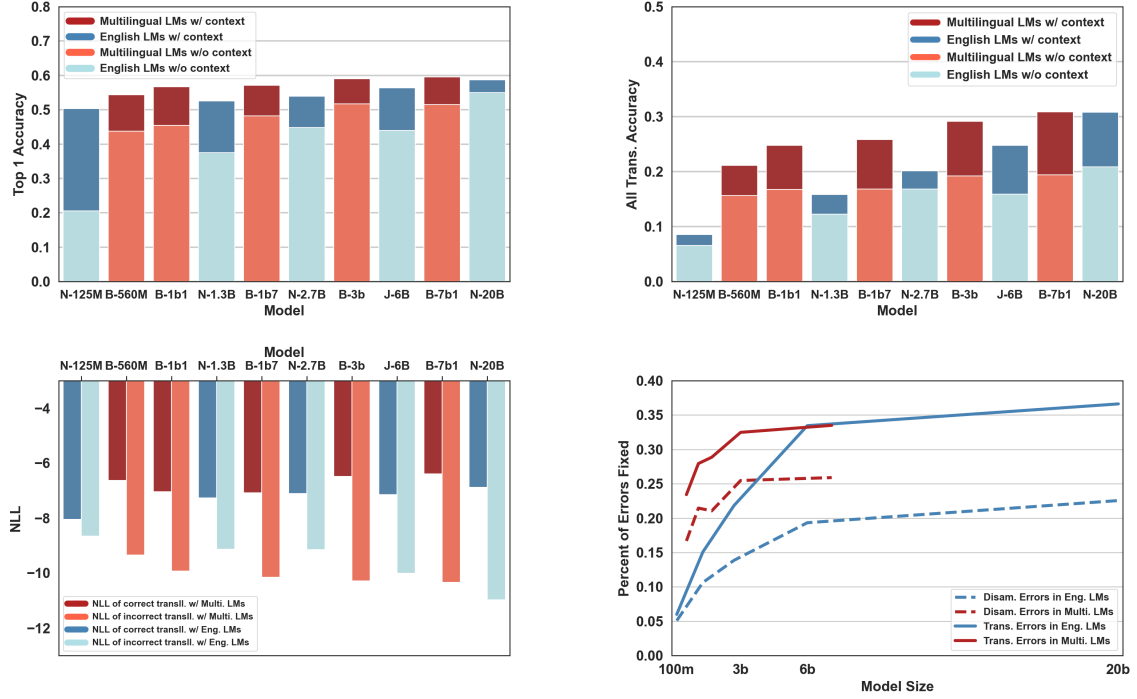 0.8
0.7
0.6
0.5
0.4
0.3
0.2
0.1
0.0
Top 1 Accuracy
Multilingual LMs w/ context
English LMs w/ context
Multilingual LMs w/o context
English LMs w/o context
N-125M B-560M B-1b1 N-1.3B B-1b7 N-2.7B B-3b J-6B B-7b1 N-20B
Model
0.5
0.4
0.3
0.2
0.1
0.0
All Trans. Accuracy
Multilingual LMs w/ context
English LMs w/ context
Multilingual LMs w/o context
English LMs w/o context
N-125M B-560M B-1b1 N-1.3B B-1b7 N-2.7B B-3b J-6B B-7b1 N-20B
Model
Model
N-125M B-560M B-1b1 N-1.3B B-1b7 N-2.7B B-3b J-6B B-7b1 N-20B
−4
−6
−8
−10
−12
NLL
NLL of correct transll. w/ Multi. LMs
NLL of incorrect transll. w/ Multi. LMs
NLL of correct transll. w/ Eng. LMs
NLL of incorrect transll. w/ Eng. LMs
0.40
0.35
0.30
0.25
0.20
0.15
0.10
0.05
0.00
Percent of Errors Fixed
Disam. Errors in Eng. LMs
Disam. Errors in Multi. LMs
Trans. Errors in Eng. LMs
Trans. Errors in Multi. LMs
100m 3b 6b 20b
Model Size